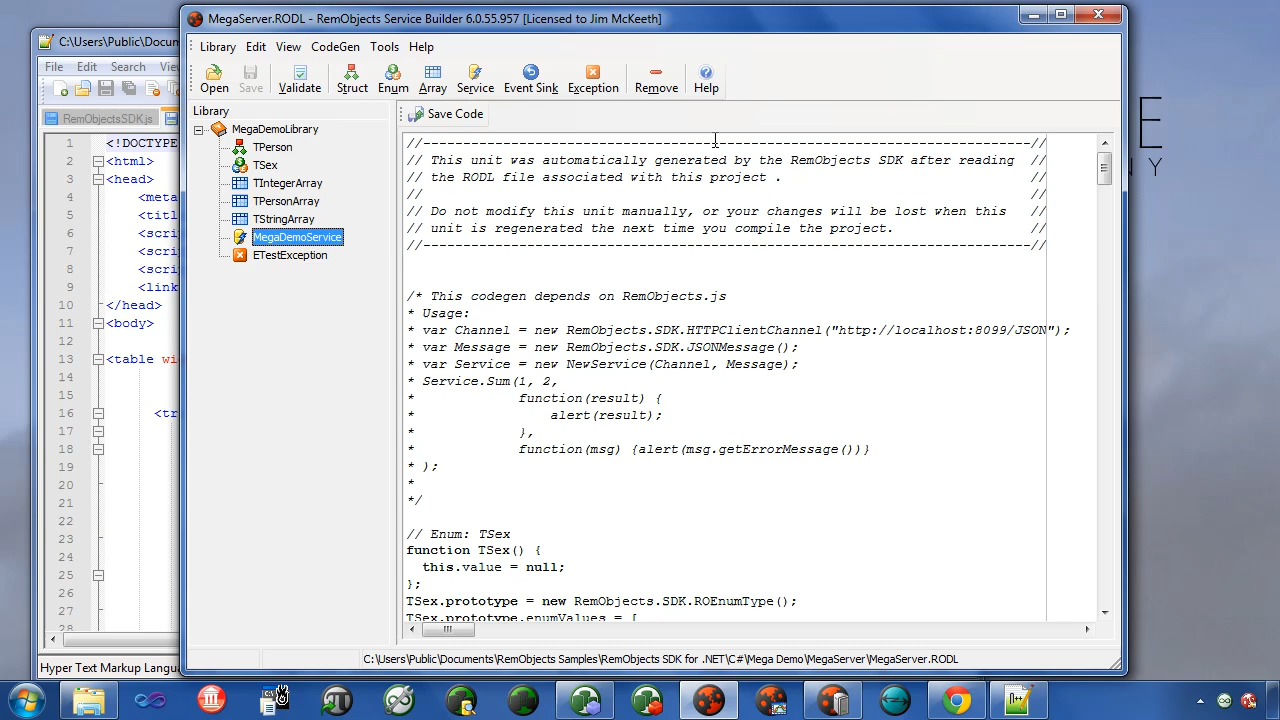 MegaServer.RODL - RemObjects Service Builder 6.0.55.957 [Licensed to Jim McKeeth]
Library Edit View CodeGen Tools Help
Open Save Validate Struct Enum Array Service Event Sink Exception Remove Help
Library
MegaDemoLibrary
TPerson
TSex
TIntegerArray
TPersonArray
TStringArray
MegaDemoService
ETestException
Save Code
//-----------------------------------------------------------------------------//
// This unit was automatically generated by the RemObjects SDK after reading //
// the RODL file associated with this project . //
// //
// Do not modify this unit manually, or your changes will be lost when this //
// unit is regenerated the next time you compile the project. //
//-----------------------------------------------------------------------------//
/* This codegen depends on RemObjects.js
* Usage:
* var Channel = new RemObjects.SDK.HTTPClientChannel("http://localhost:8099/JSON");
* var Message = new RemObjects.SDK.JSONMessage();
* var Service = new NewService(Channel, Message);
* Service.Sum(1, 2,
* function(result) {
* alert(result);
* },
* function(msg) {alert(msg.getErrorMessage())}
* );
*
*/
// Enum: TSex
function TSex() {
this.value = null;
};
TSex.prototype = new RemObjects.SDK.ROEnumType();
TSex.prototype.enumValues = [
C:\Users\Public\Documents\RemObjects Samples\RemObjects SDK for .NET\C#\Mega Demo\MegaServer\MegaServer.RODL
C:\Users\Public\Docum
File Edit Search Vi
RemObjectsSDK.js
1 <!DOCTYPE
2 <html>
3 <head>
4 <meta
5 <titl
6 <scri
7 <scri
8 <scri
9 <link
10 </head>
11 <body>
12
13 <table wi
14
15
16 <tr
17
18
19
20
21
22
23
24
25
26
27
28
Hyper Text Markup Langu
E
N Y